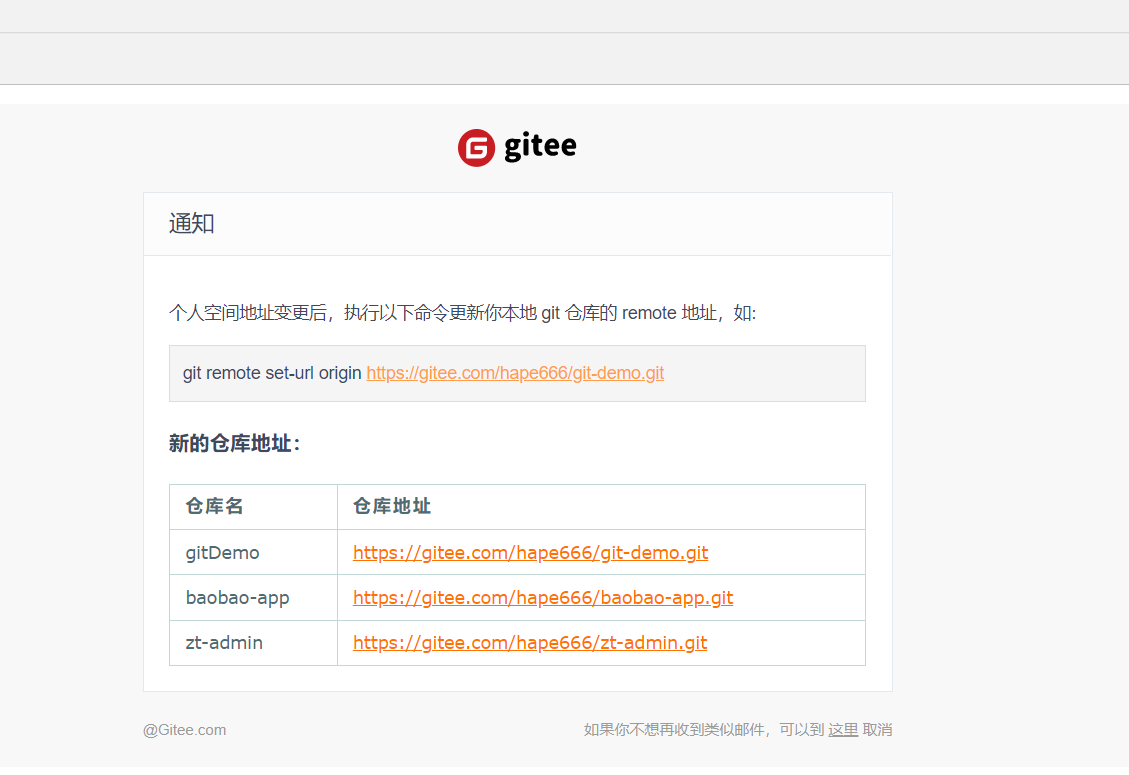 gitee
通知
个人空间地址变更后，执行以下命令更新你本地 git 仓库的 remote 地址，如:
git remote set-url origin https://gitee.com/hape666/git-demo.git
新的仓库地址：
仓库名 仓库地址
gitDemo https://gitee.com/hape666/git-demo.git
baobao-app https://gitee.com/hape666/baobao-app.git
zt-admin https://gitee.com/hape666/zt-admin.git
@Gitee.com 如果你不想再收到类似邮件，可以到 这里 取消